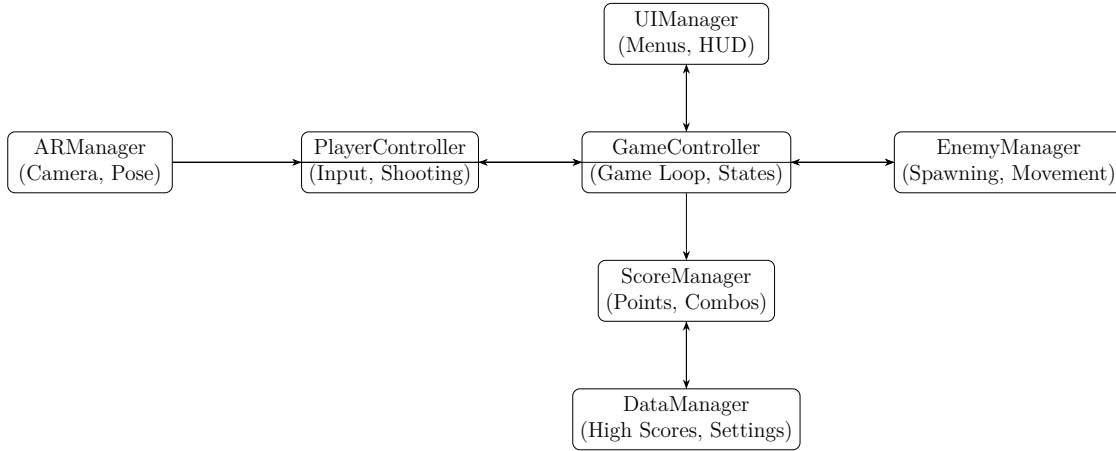 UIManager
(Menus, HUD)
ARManager
(Camera, Pose)
PlayerController
(Input, Shooting)
GameController
(Game Loop, States)
EnemyManager
(Spawning, Movement)
ScoreManager
(Points, Combos)
DataManager
(High Scores, Settings)